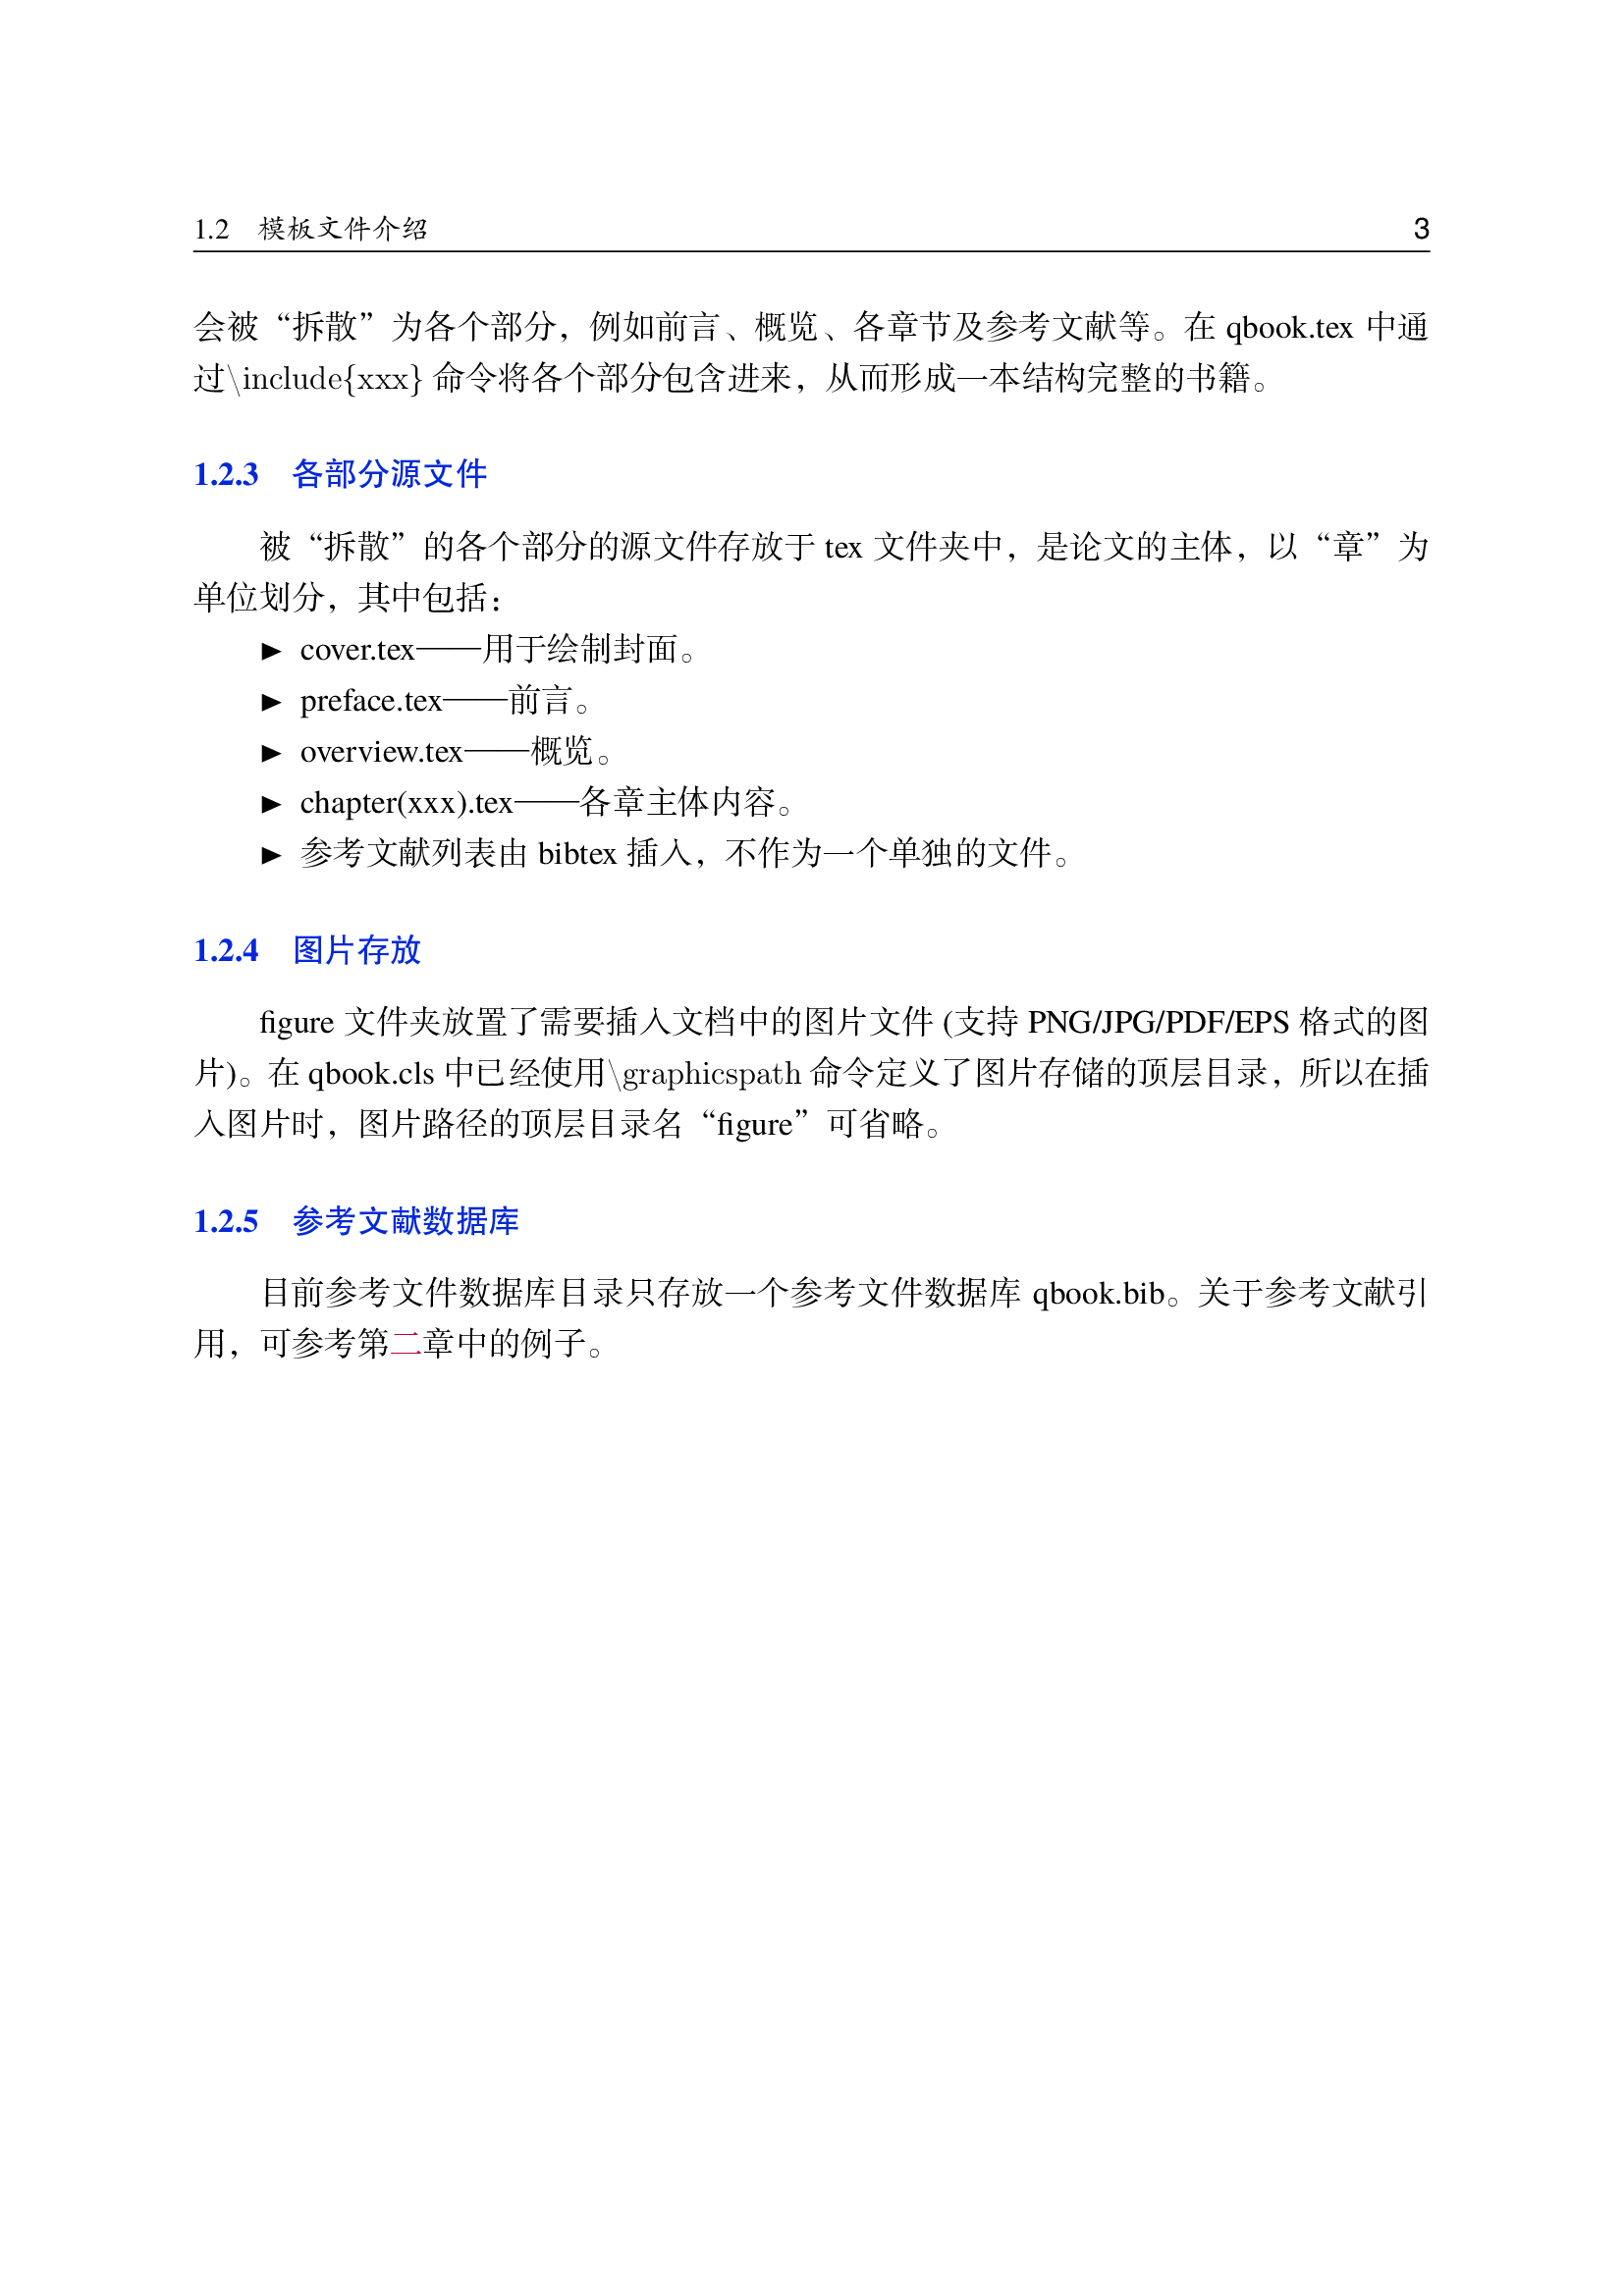 1.2 模板文件介绍 3
会被“拆散”为各个部分，例如前言、概览、各章节及参考文献等。在 qbook.tex 中通
过\include{xxx} 命令将各个部分包含进来，从而形成一本结构完整的书籍。
1.2.3 各部分源文件
被“拆散”的各个部分的源文件存放于 tex 文件夹中，是论文的主体，以“章”为
单位划分，其中包括：
▶ cover.tex——用于绘制封面。
▶ preface.tex——前言。
▶ overview.tex——概览。
▶ chapter(xxx).tex——各章主体内容。
▶ 参考文献列表由 bibtex 插入，不作为一个单独的文件。
1.2.4 图片存放
figure 文件夹放置了需要插入文档中的图片文件 (支持 PNG/JPG/PDF/EPS 格式的图
片)。在 qbook.cls 中已经使用\graphicspath 命令定义了图片存储的顶层目录，所以在插
入图片时，图片路径的顶层目录名“figure”可省略。
1.2.5 参考文献数据库
目前参考文件数据库目录只存放一个参考文件数据库 qbook.bib。关于参考文献引
用，可参考第二章中的例子。